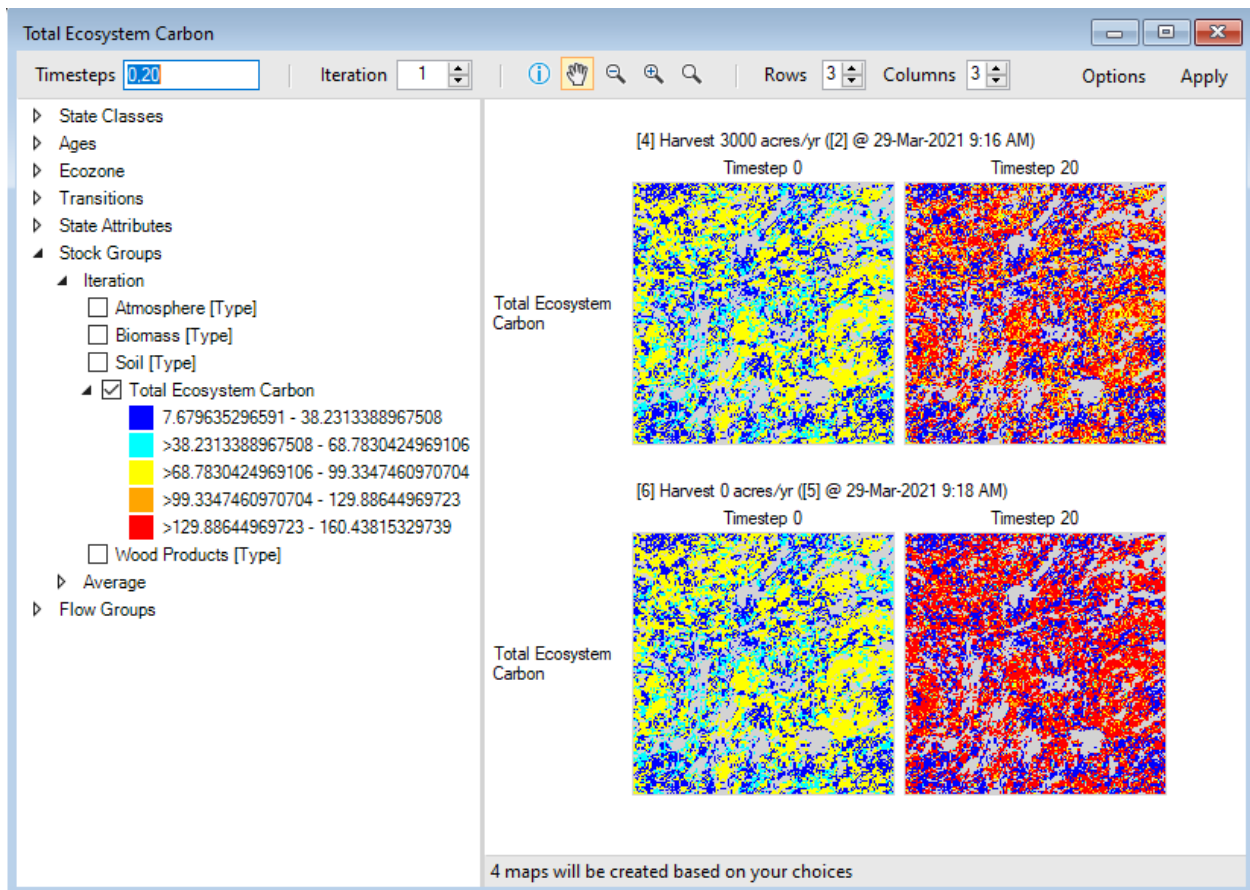 Total Ecosystem Carbon
Timesteps 0,20 Iteration 1 Rows 3 Columns 3 Options Apply
State Classes
Ages
Ecozone
Transitions
State Attributes
Stock Groups
Iteration
Atmosphere [Type]
Biomass [Type]
Soil [Type]
Total Ecosystem Carbon
7.679635296591 - 38.2313388967508
>38.2313388967508 - 68.7830424969106
>68.7830424969106 - 99.3347460970704
>99.3347460970704 - 129.88644969723
>129.88644969723 - 160.43815329739
Wood Products [Type]
Average
Flow Groups
[4] Harvest 3000 acres/yr ([2] @ 29-Mar-2021 9:16 AM)
Timestep 0 Timestep 20
Total Ecosystem
Carbon
[6] Harvest 0 acres/yr ([5] @ 29-Mar-2021 9:18 AM)
Timestep 0 Timestep 20
Total Ecosystem
Carbon
4 maps will be created based on your choices